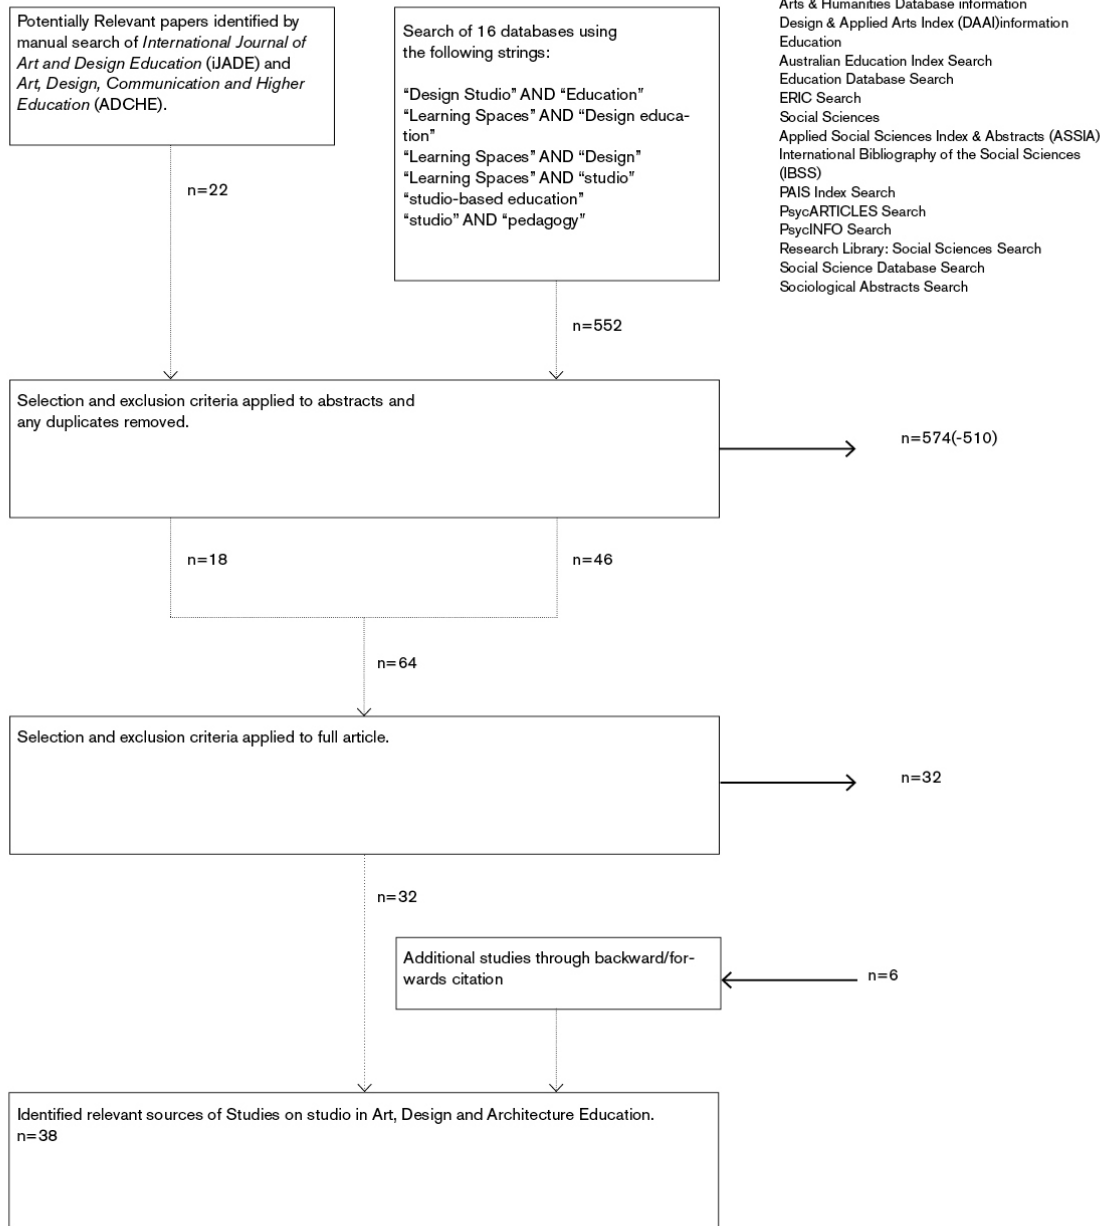 Potentially Relevant papers identified by
manual search of International Journal of
Art and Design Education (iJADE) and
Art, Design, Communication and Higher
Education (ADCHE).
Search of 16 databases using
the following strings:
“Design Studio” AND “Education”
“Learning Spaces” AND “Design educa-
tion”
“Learning Spaces” AND “Design”
“Learning Spaces” AND “studio”
“studio-based education”
“studio” AND “pedagogy”
Arts & Humanities Database information
Design & Applied Arts Index (DAAI)information
Education
Australian Education Index Search
Education Database Search
ERIC Search
Social Sciences
Applied Social Sciences Index & Abstracts (ASSIA)
International Bibliography of the Social Sciences
(IBSS)
PAIS Index Search
PsycARTICLES Search
PsycINFO Search
Research Library: Social Sciences Search
Social Science Database Search
Sociological Abstracts Search
n=22
n=552
Selection and exclusion criteria applied to abstracts and
any duplicates removed.
n=574(-510)
n=18
n=46
n=64
Selection and exclusion criteria applied to full article.
n=32
n=32
Additional studies through backward/for-
wards citation
n=6
Identified relevant sources of Studies on studio in Art, Design and Architecture Education.
n=38